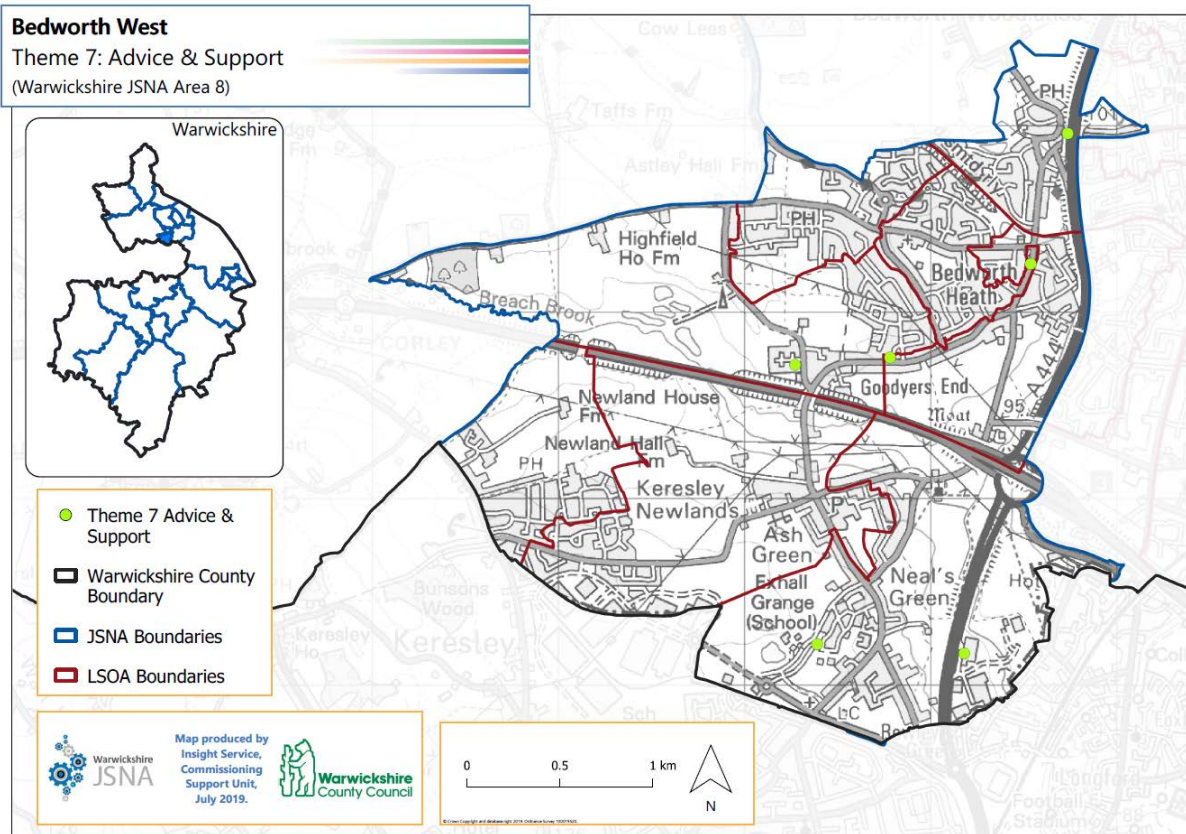 Bedworth West
Theme 7: Advice & Support
(Warwickshire JSNA Area 8)
Warwickshire
Cow Lees
Taffs Fm
Astley Hall Fm
PH
Highfield
Ho Fm
PH
Bedworth
Heath
Breach Brook
CORLEY
Goodyers End
A 444
Moat
95
Newland House
Fm
Newland Hall
Fm
PH
Keresley
Newlands
P
Ash
Green
Neal's
Green
Exhall
Grange
(School)
Bunsons
Wood
Keresley
Ho
Keresley
Sch
LC
Longford
Football
Stadium
Theme 7 Advice &
Support
Warwickshire County
Boundary
JSNA Boundaries
LSOA Boundaries
Warwickshire
JSNA
Map produced by
Insight Service,
Commissioning
Support Unit,
July 2019.
Warwickshire
County Council
0 0.5 1 km
N